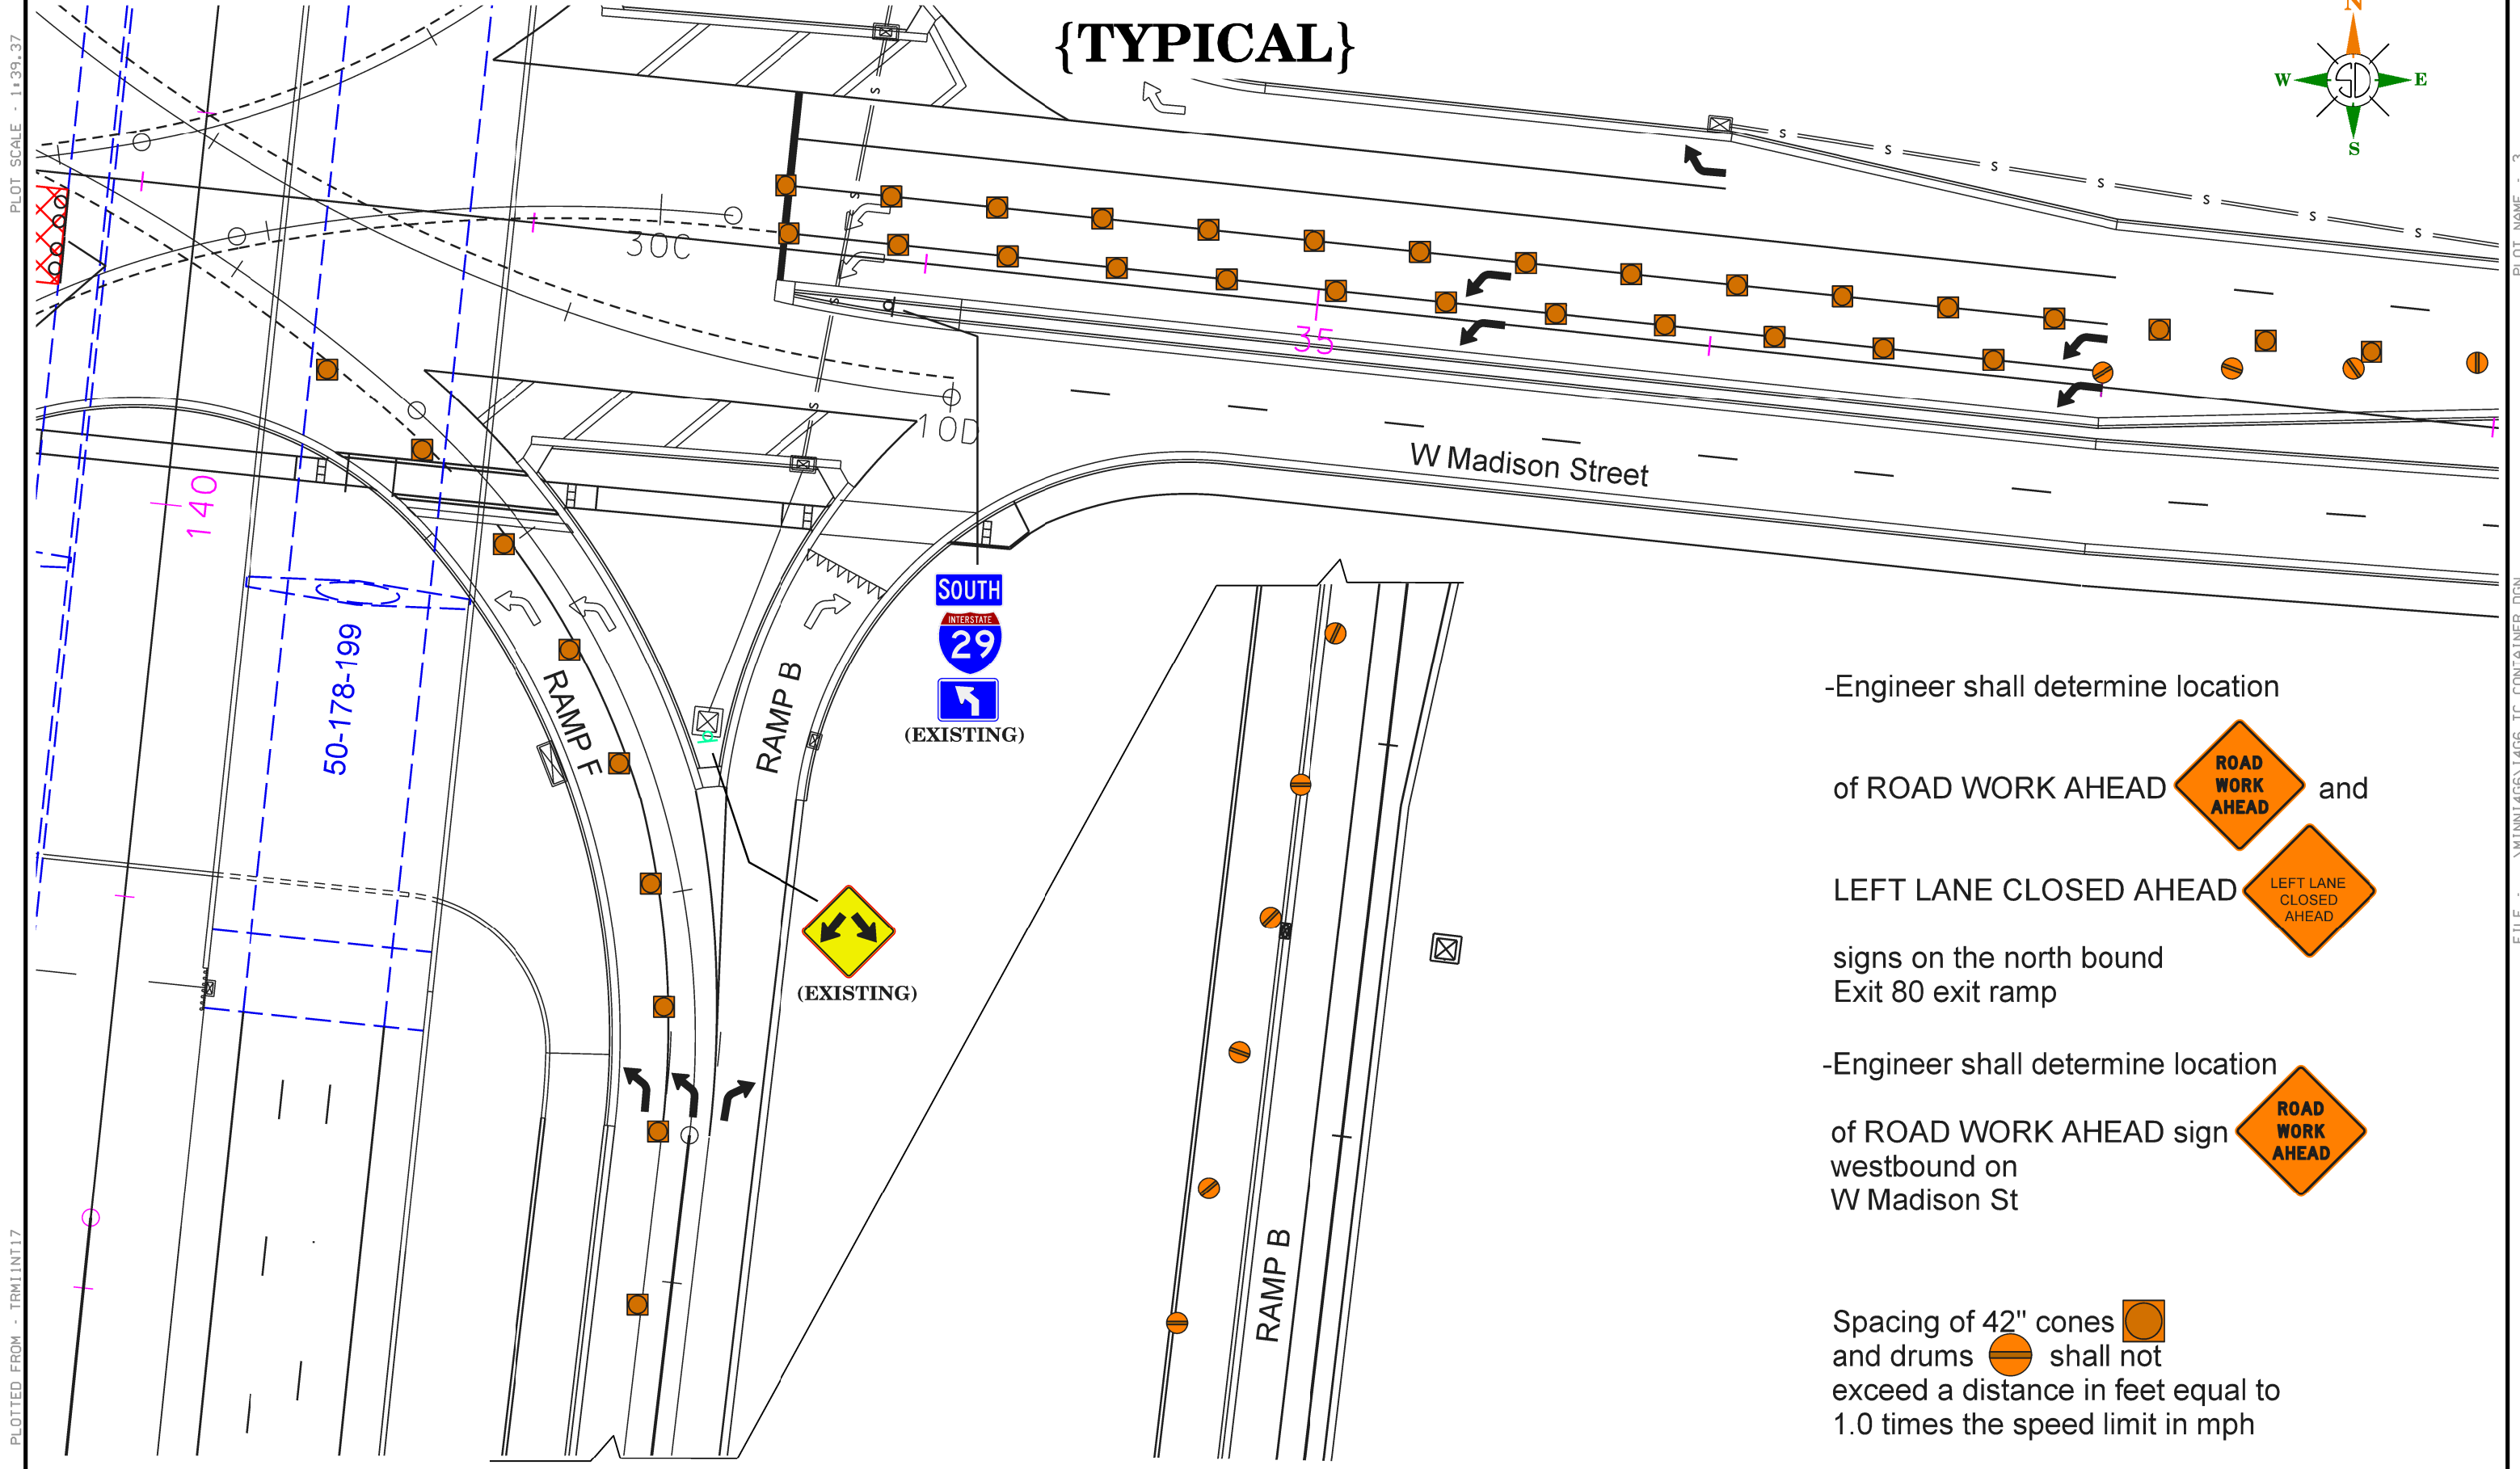 {TYPICAL}
N
W
E
S
PLOT SCALE - 1:39.37
PLOT NAME - 3
30C
35
10D
W Madison Street
140
50-178-199
RAMP F
RAMP B
SOUTH
INTERSTATE
29
(EXISTING)
(EXISTING)
RAMP B
-Engineer shall determine location
of ROAD WORK AHEAD
ROAD
WORK
AHEAD
and
LEFT LANE CLOSED AHEAD
LEFT LANE
CLOSED
AHEAD
signs on the north bound
Exit 80 exit ramp
-Engineer shall determine location
of ROAD WORK AHEAD sign
ROAD
WORK
AHEAD
westbound on
W Madison St
Spacing of 42" cones
and drums
shall not
exceed a distance in feet equal to
1.0 times the speed limit in mph
PLOTTED FROM - TRMI1NT17
s
s
s
s
s
s
s
s
s
s
s